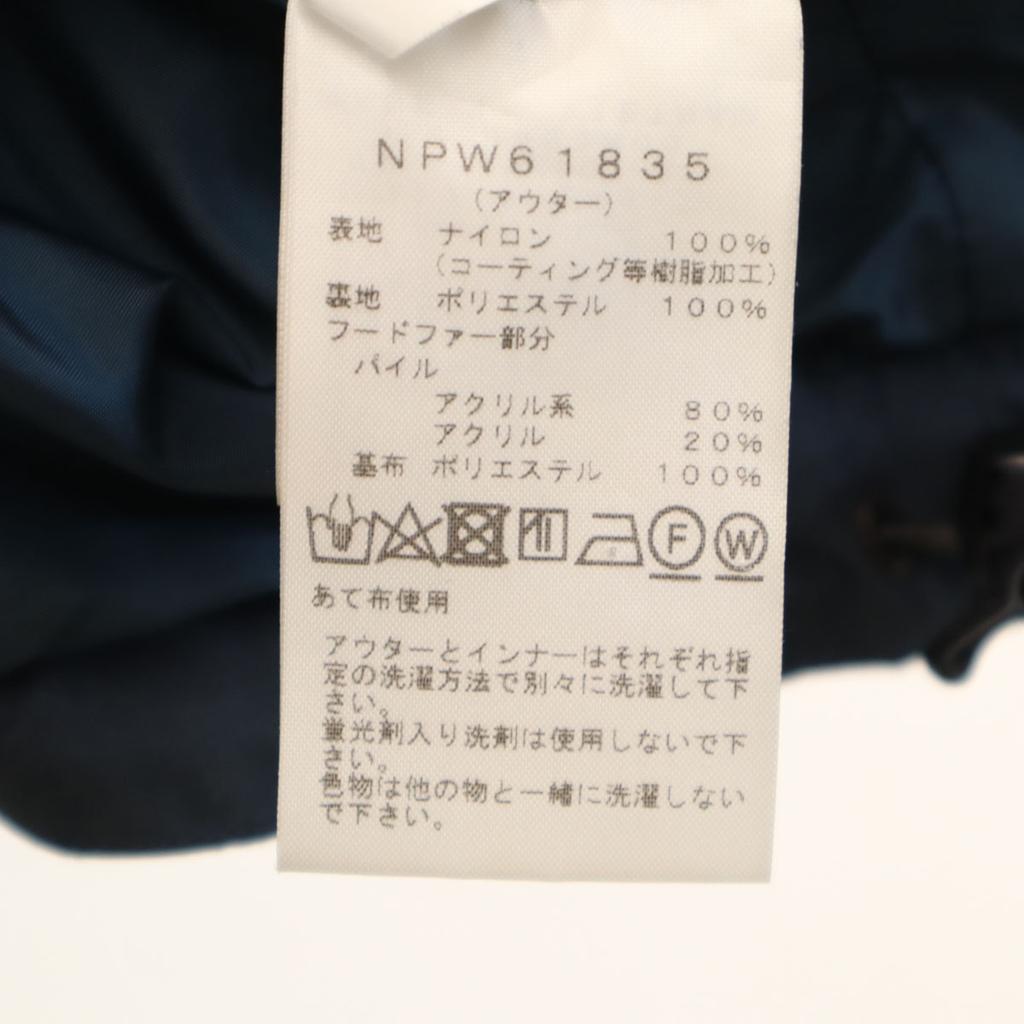 NPW61835
(アウター)
表地 ナイロン 100%
(コーティング等樹脂加工)
裏地 ポリエステル 100%
フードファー部分
パイル
アクリル系 80%
アクリル 20%
基布 ポリエステル 100%
F W
あて布使用
アウターとインナーはそれぞれ指
定の洗濯方法で別々に洗濯して下
さい。
蛍光剤入り洗剤は使用しないで下
さい。
色物は他の物と一緒に洗濯しない
で下さい。